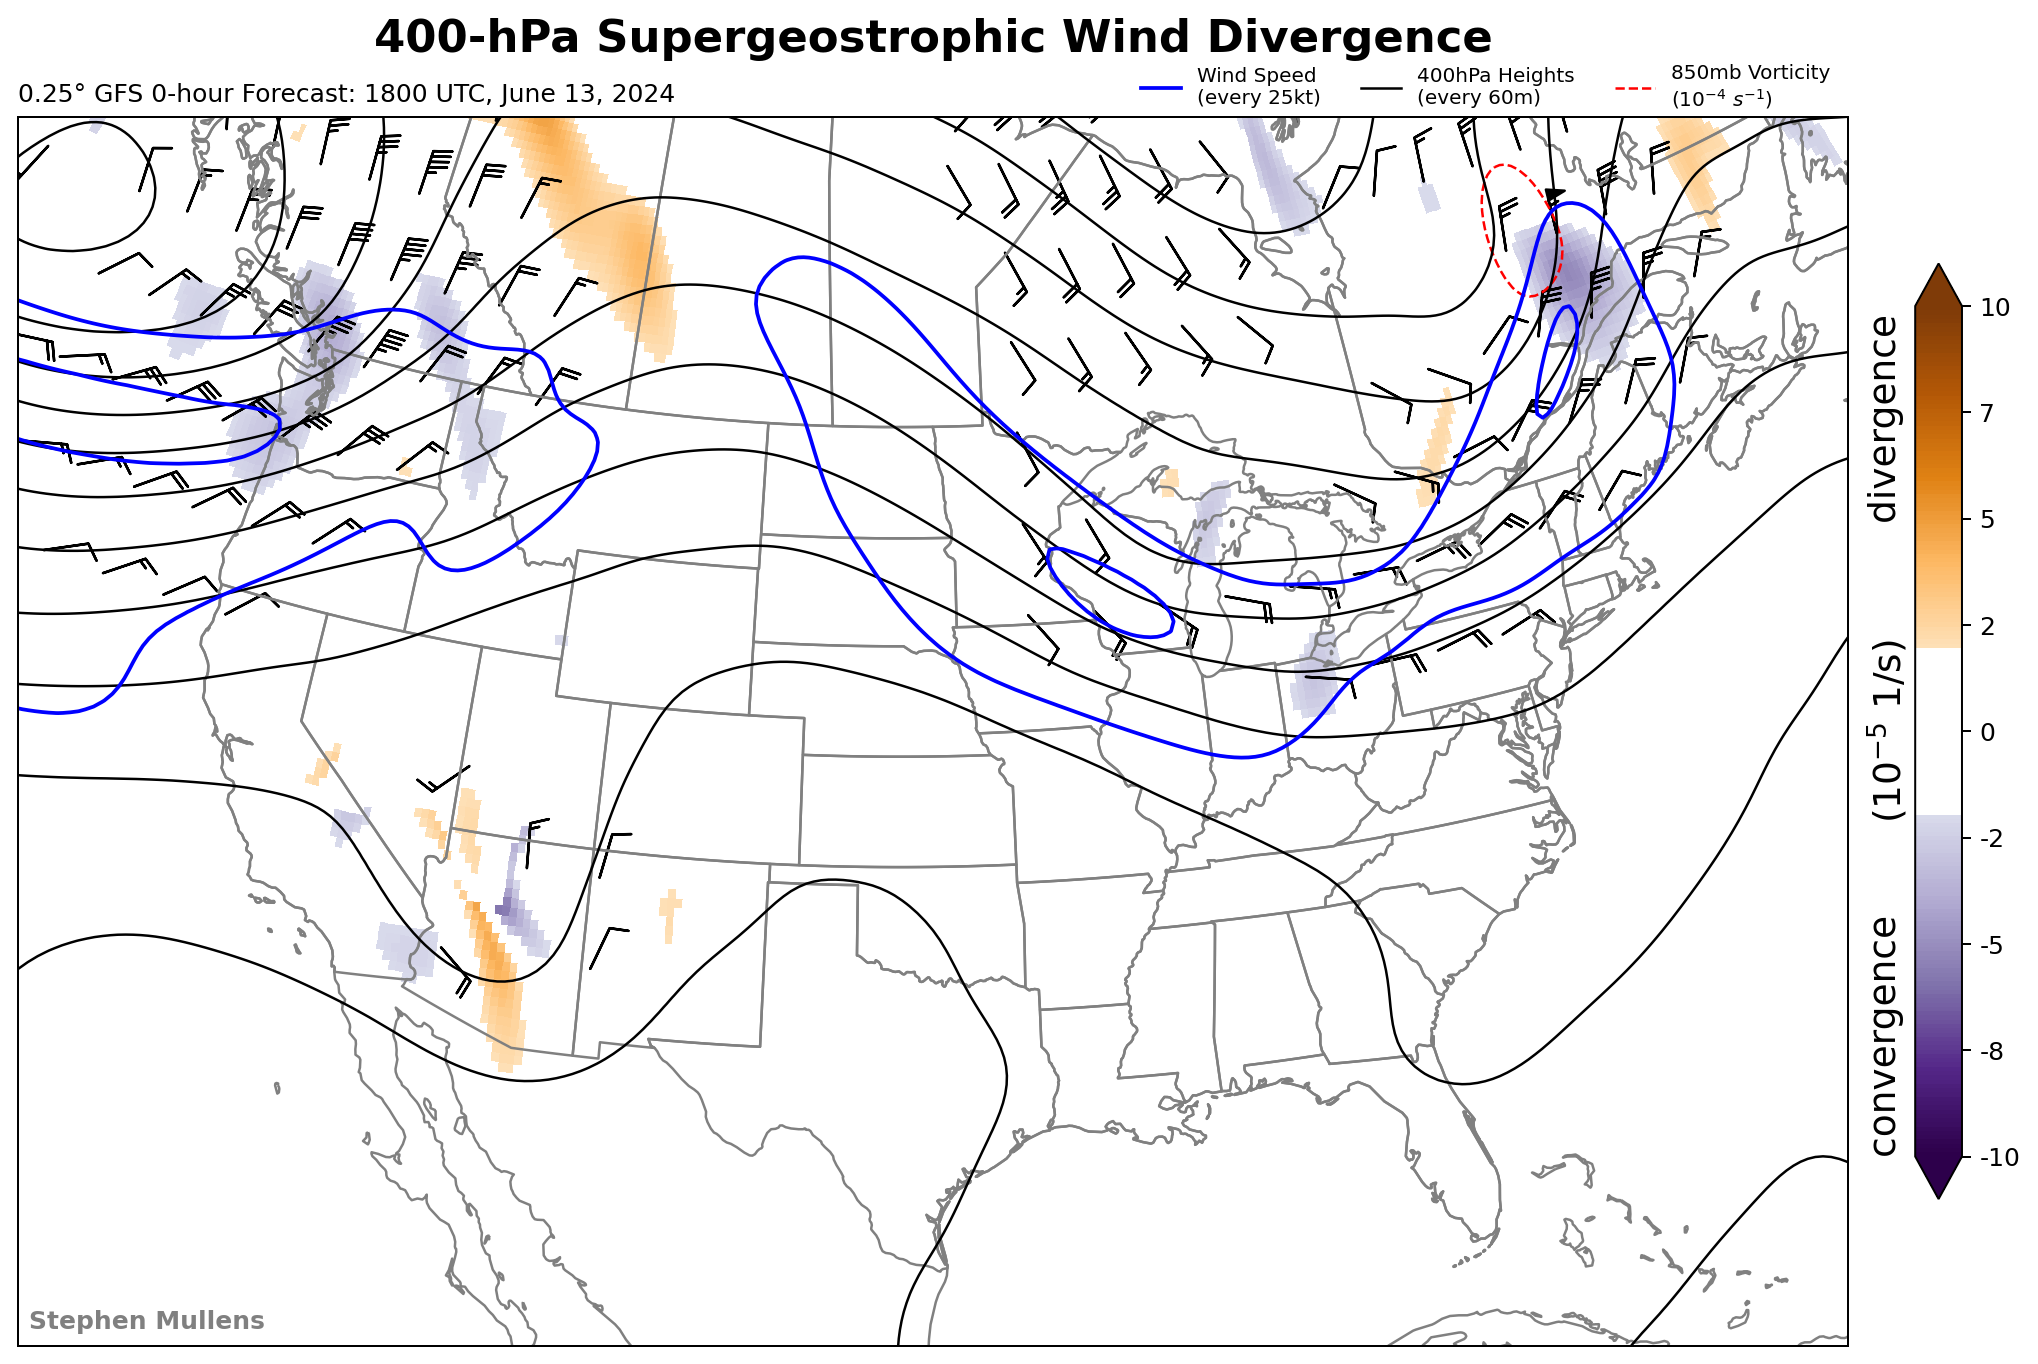 400-hPa Supergeostrophic Wind Divergence
0.25° GFS 0-hour Forecast: 1800 UTC, June 13, 2024
Wind Speed
(every 25kt)
400hPa Heights
(every 60m)
850mb Vorticity
(10⁻⁴ s⁻¹)
10
7
5
2
0
-2
-5
-8
-10
convergence (10⁻⁵ 1/s) divergence
Stephen Mullens